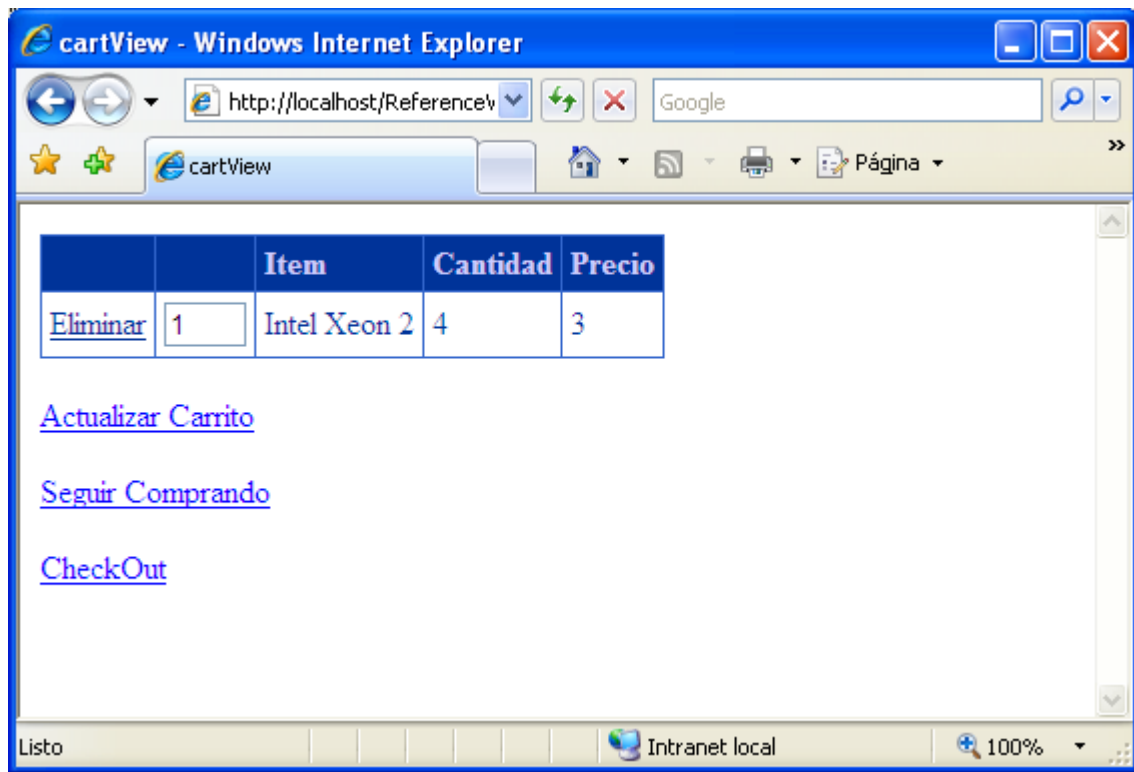 cartView - Windows Internet Explorer
http://localhost/Reference
Google
cartView
Página
Item Cantidad Precio
Eliminar 1 Intel Xeon 2 4 3
Actualizar Carrito
Seguir Comprando
CheckOut
Listo Intranet local 100%